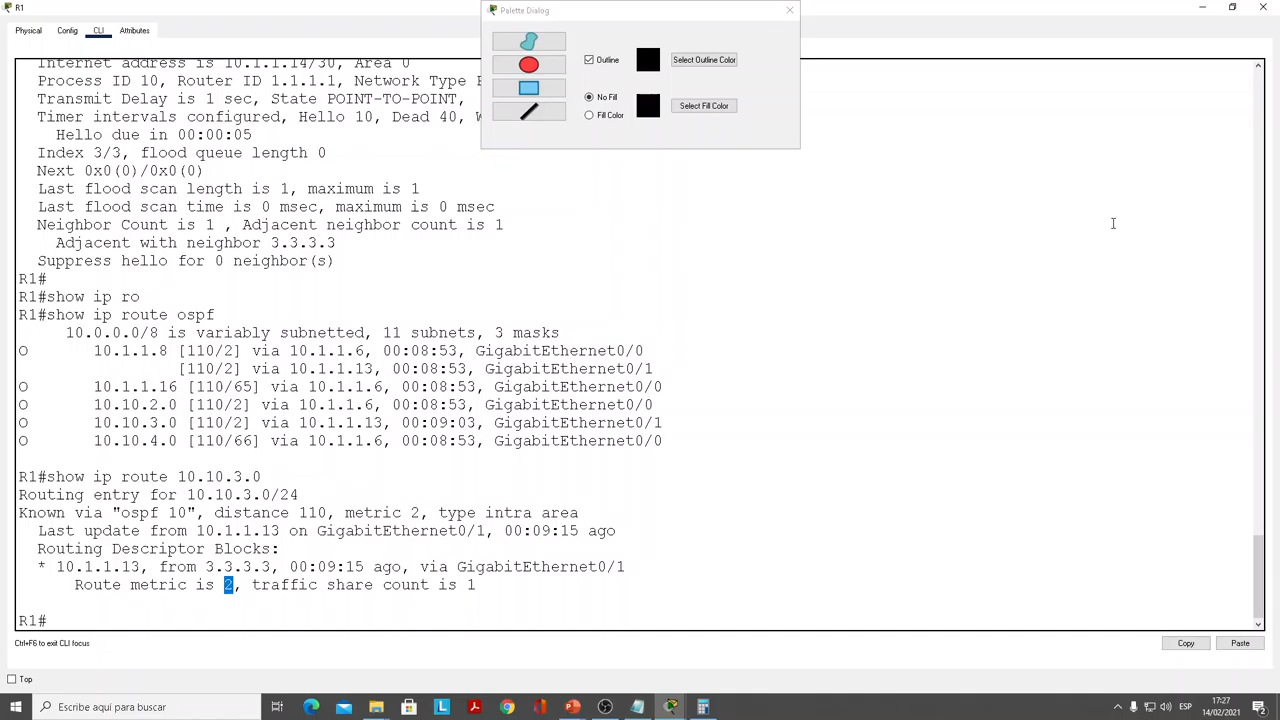 R1
Physical Config CLI Attributes
Palette Dialog
Outline
Select Outline Color
No Fill
Fill Color
Select Fill Color
Internet address is 10.1.1.14/30, Area 0
Process ID 10, Router ID 1.1.1.1, Network Type
Transmit Delay is 1 sec, State POINT-TO-POINT,
Timer intervals configured, Hello 10, Dead 40,
Hello due in 00:00:05
Index 3/3, flood queue length 0
Next 0x0(0)/0x0(0)
Last flood scan length is 1, maximum is 1
Last flood scan time is 0 msec, maximum is 0 msec
Neighbor Count is 1 , Adjacent neighbor count is 1
Adjacent with neighbor 3.3.3.3
Suppress hello for 0 neighbor(s)
R1#
R1#show ip ro
R1#show ip route ospf
10.0.0.0/8 is variably subnetted, 11 subnets, 3 masks
O 10.1.1.8 [110/2] via 10.1.1.6, 00:08:53, GigabitEthernet0/0
[110/2] via 10.1.1.13, 00:08:53, GigabitEthernet0/1
O 10.1.1.16 [110/65] via 10.1.1.6, 00:08:53, GigabitEthernet0/0
O 10.10.2.0 [110/2] via 10.1.1.6, 00:08:53, GigabitEthernet0/0
O 10.10.3.0 [110/2] via 10.1.1.13, 00:09:03, GigabitEthernet0/1
O 10.10.4.0 [110/66] via 10.1.1.6, 00:08:53, GigabitEthernet0/0
R1#show ip route 10.10.3.0
Routing entry for 10.10.3.0/24
Known via "ospf 10", distance 110, metric 2, type intra area
Last update from 10.1.1.13 on GigabitEthernet0/1, 00:09:15 ago
Routing Descriptor Blocks:
* 10.1.1.13, from 3.3.3.3, 00:09:15 ago, via GigabitEthernet0/1
Route metric is 2, traffic share count is 1
R1#
Ctrl+F6 to exit CLI focus
Copy Paste
Top
Escribe aquí para buscar
ESP
17:27
14/02/2021
2